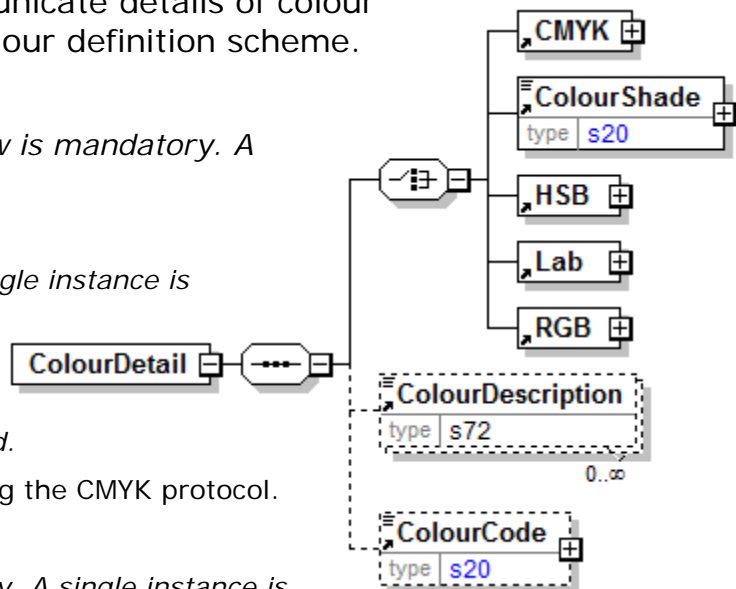 unicate details of colour
our definition scheme.
is mandatory. A
gle instance is
d.
g the CMYK protocol.
A single instance is
CMYK
ColourShade
type s20
HSB
Lab
RGB
ColourDetail
ColourDescription
type s72
0..∞
ColourCode
type s20